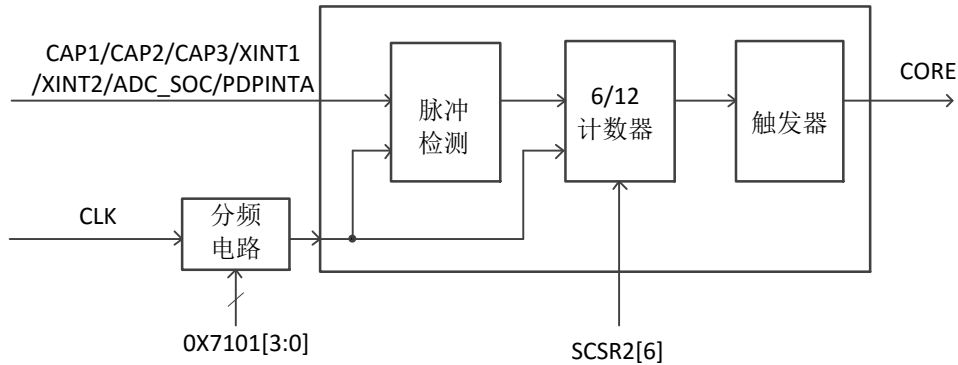 CAP1/CAP2/CAP3/XINT1
/XINT2/ADC_SOC/PDPINTA
脉冲
检测
6/12
计数器
触发器
CORE
CLK
分频
电路
0X7101[3:0]
SCSR2[6]